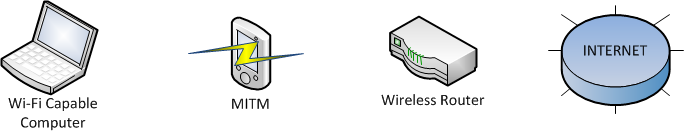 Wi-Fi Capable
Computer
MITM
Wireless Router
INTERNET